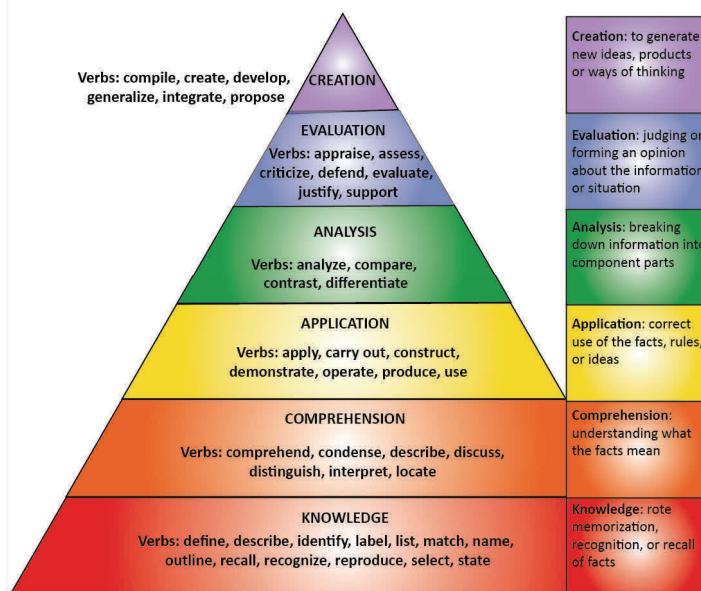 Verbs: compile, create, develop,
generalize, integrate, propose
CREATION
EVALUATION
Verbs: appraise, assess,
criticize, defend, evaluate,
justify, support
ANALYSIS
Verbs: analyze, compare,
contrast, differentiate
APPLICATION
Verbs: apply, carry out, construct,
demonstrate, operate, produce, use
COMPREHENSION
Verbs: comprehend, condense, describe, discuss,
distinguish, interpret, locate
KNOWLEDGE
Verbs: define, describe, identify, label, list, match, name,
outline, recall, recognize, reproduce, select, state
Creation: to generate
new ideas, products
or ways of thinking
Evaluation: judging or
forming an opinion
about the information
or situation
Analysis: breaking
down information into
component parts
Application: correct
use of the facts, rules,
or ideas
Comprehension:
understanding what
the facts mean
Knowledge: rote
memorization,
recognition, or recall
of facts